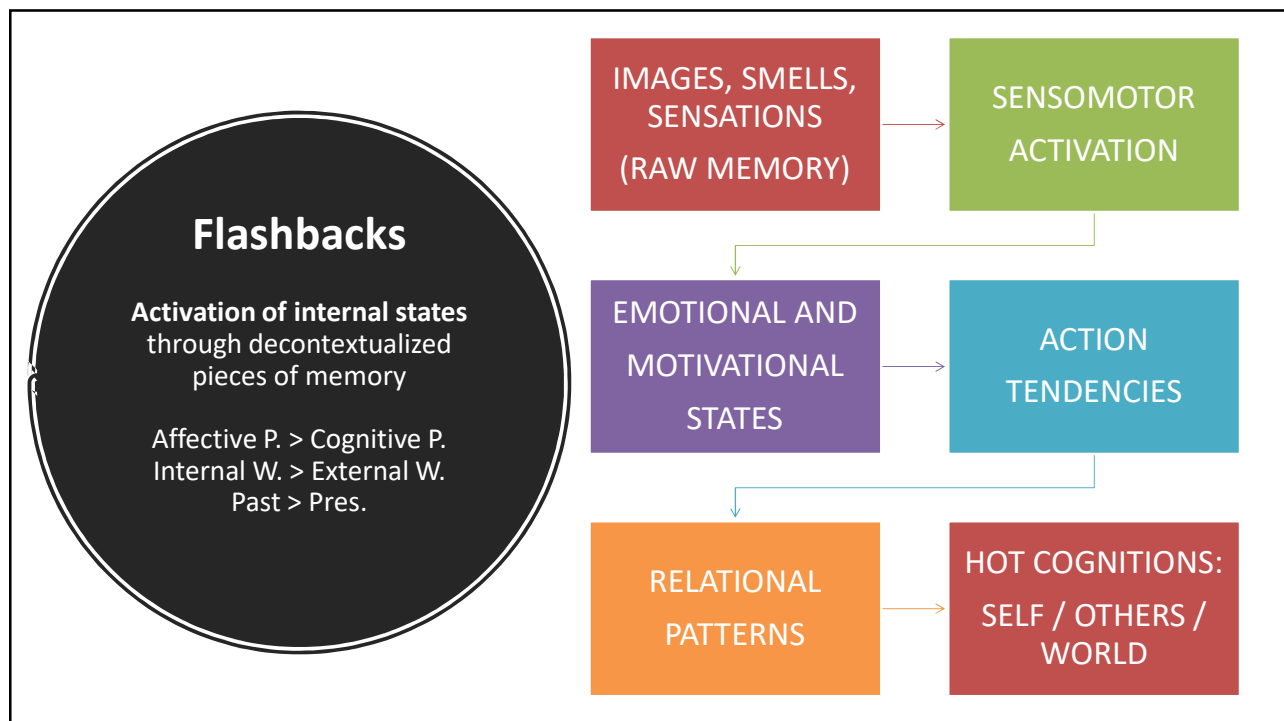 Flashbacks
Activation of internal states
through decontextualized
pieces of memory
Affective P. > Cognitive P.
Internal W. > External W.
Past > Pres.
IMAGES, SMELLS,
SENSATIONS
(RAW MEMORY)
SENSOMOTOR
ACTIVATION
EMOTIONAL AND
MOTIVATIONAL
STATES
ACTION
TENDENCIES
RELATIONAL
PATTERNS
HOT COGNITIONS:
SELF / OTHERS /
WORLD